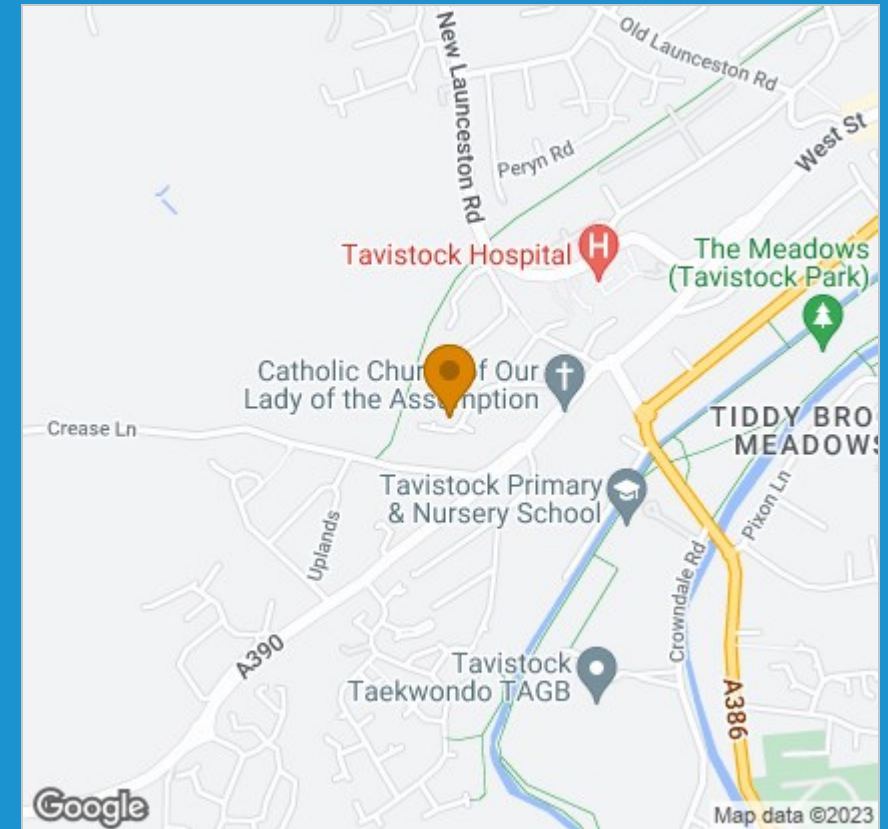 New Launceston Rd
Old Launceston Rd
West St
Peryn Rd
Tavistock Hospital
H
The Meadows
(Tavistock Park)
Catholic Chur of Our
Lady of the Ass mption
Crease Ln
TIDDY BRO
MEADOWS
Tavistock Primary
& Nursery School
Pixon Ln
Uplands
Crowndale Rd
A390
Tavistock
Taekwondo TAGB
A386
Google
Map data ©2023